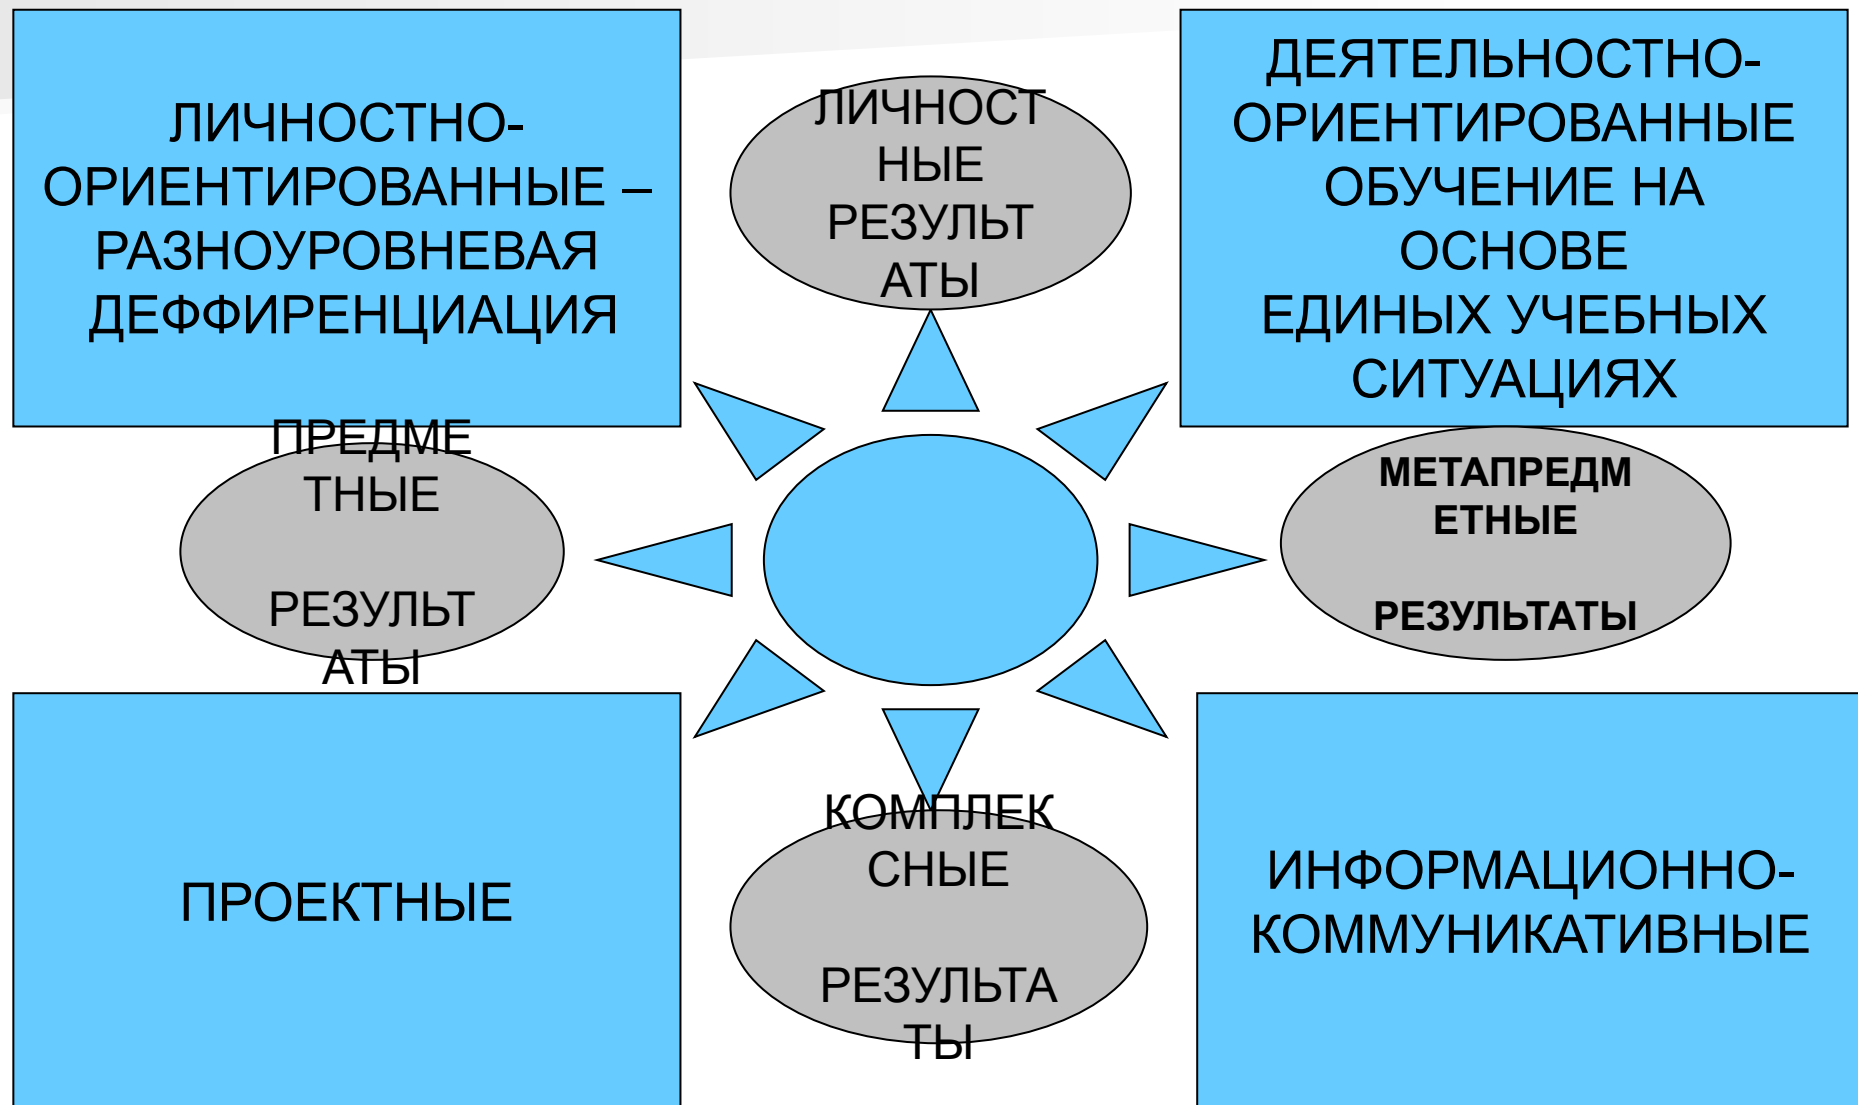 ЛИЧНОСТНО-
ОРИЕНТИРОВАННЫЕ –
РАЗНОУРОВНЕВАЯ
ДЕФФИРЕНЦИАЦИЯ
ЛИЧНОСТ
НЫЕ
РЕЗУЛЬТ
АТЫ
ДЕЯТЕЛЬНОСТНО-
ОРИЕНТИРОВАННЫЕ
ОБУЧЕНИЕ НА
ОСНОВЕ
ЕДИНЫХ УЧЕБНЫХ
СИТУАЦИЯХ
ПРЕДМЕ
ТНЫЕ
РЕЗУЛЬТ
АТЫ
МЕТАПРЕДМ
ЕТНЫЕ
РЕЗУЛЬТАТЫ
ПРОЕКТНЫЕ
КОМПЛЕК
СНЫЕ
РЕЗУЛЬТА
ТЫ
ИНФОРМАЦИОННО-
КОММУНИКАТИВНЫЕ